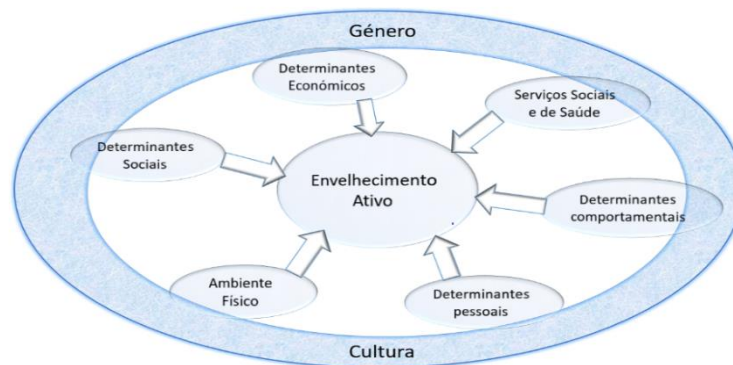 Género
Determinantes
Económicos
Serviços Sociais
e de Saúde
Determinantes
Sociais
Envelhecimento
Ativo
Determinantes
comportamentais
Ambiente
Físico
Determinantes
pessoais
Cultura